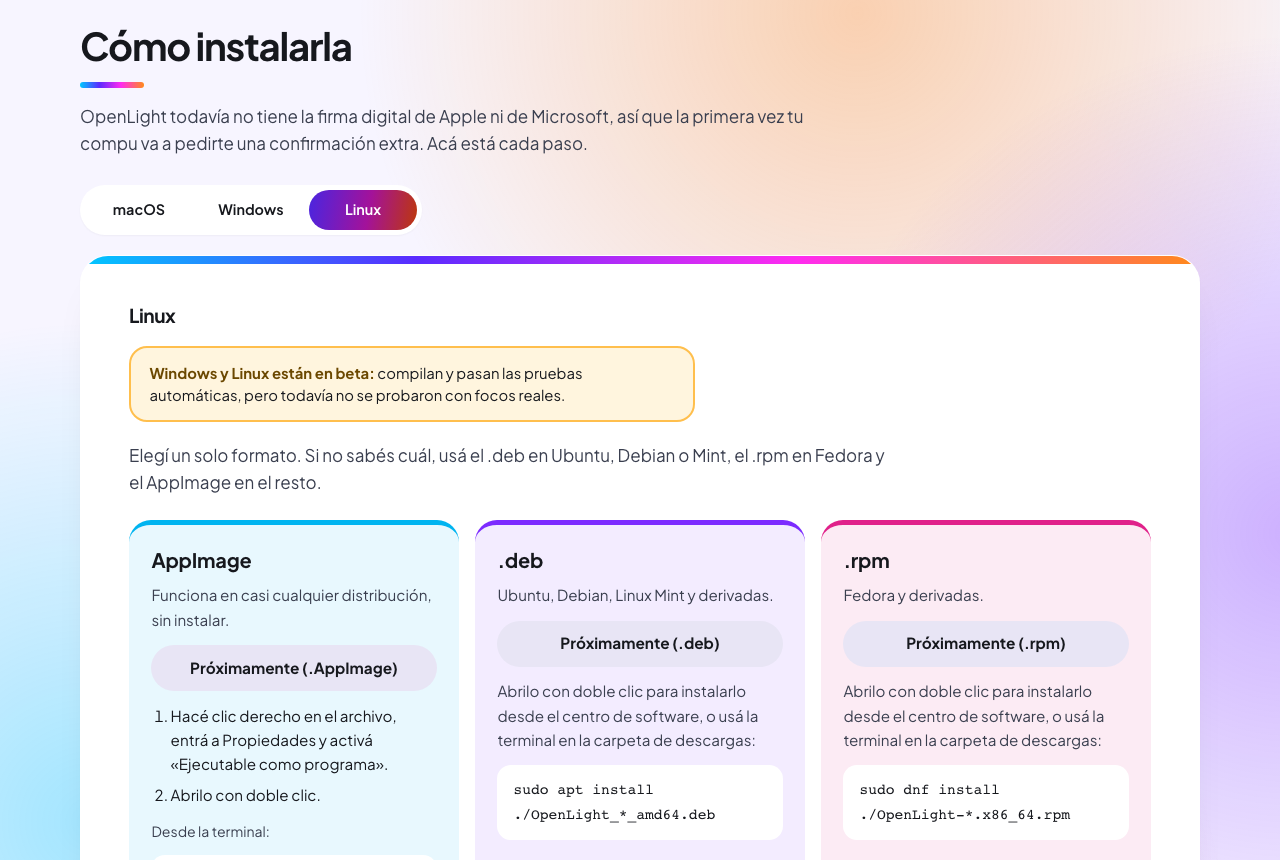 Cómo instalarla
OpenLight todavía no tiene la firma digital de Apple ni de Microsoft, así que la primera vez tu
compu va a pedirte una confirmación extra. Acá está cada paso.
macOS
Windows
Linux
Linux
Windows y Linux están en beta: compilan y pasan las pruebas
automáticas, pero todavía no se probaron con focos reales.
Elegí un solo formato. Si no sabés cuál, usá el .deb en Ubuntu, Debian o Mint, el .rpm en Fedora y
el AppImage en el resto.
AppImage
Funciona en casi cualquier distribución,
sin instalar.
Próximamente (.AppImage)
1. Hacé clic derecho en el archivo,
entrá a Propiedades y activá
«Ejecutable como programa».
2. Abrilo con doble clic.
Desde la terminal:
.deb
Ubuntu, Debian, Linux Mint y derivadas.
Próximamente (.deb)
Abrilo con doble clic para instalarlo
desde el centro de software, o usá la
terminal en la carpeta de descargas:
sudo apt install
./OpenLight_*_amd64.deb
.rpm
Fedora y derivadas.
Próximamente (.rpm)
Abrilo con doble clic para instalarlo
desde el centro de software, o usá la
terminal en la carpeta de descargas:
sudo dnf install
./OpenLight-*.x86_64.rpm